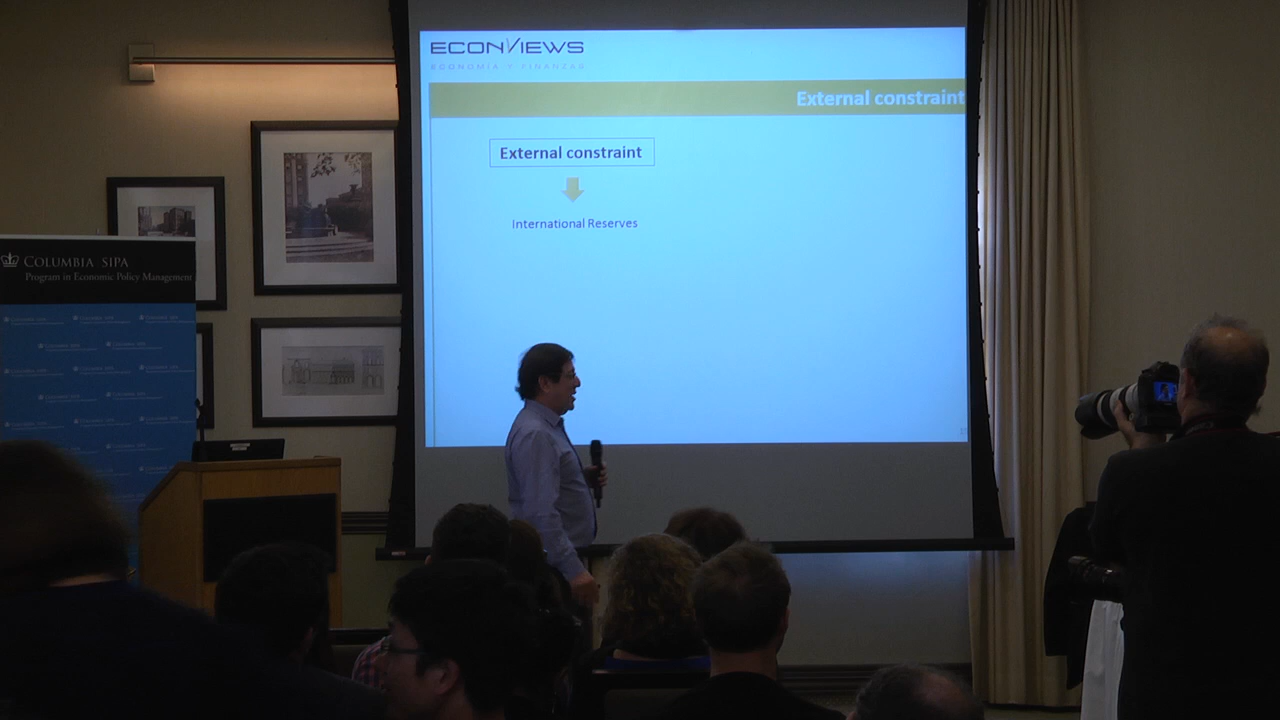 ECONVIEWS
ECONOMIA Y FINANZAS
External constraint
External constraint
International Reserves
COLUMBIA SIPA
Program in Economic Policy Management